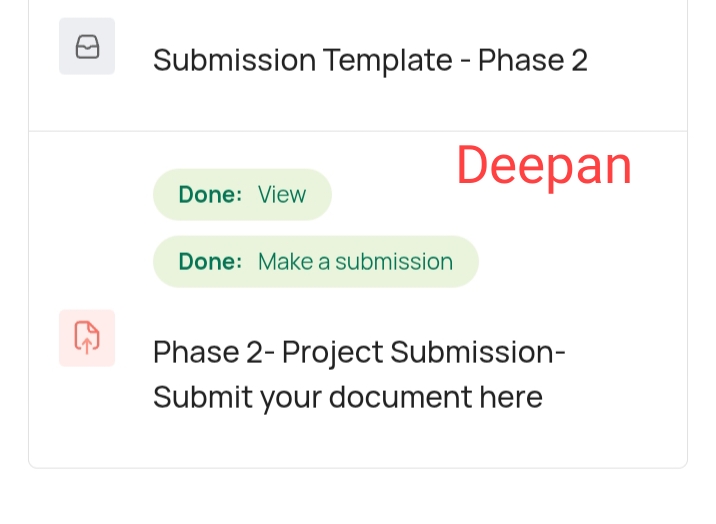 Submission Template - Phase 2
Deepan
Done: View
Done: Make a submission
Phase 2- Project Submission-
Submit your document here